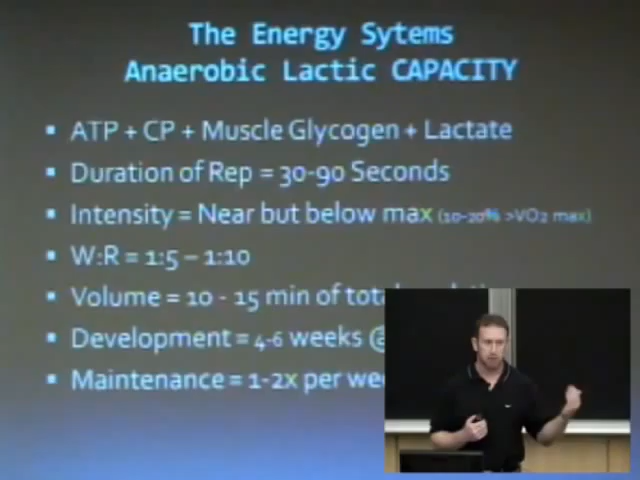 The Energy Sytems
Anaerobic Lactic CAPACITY
▪ ATP + CP + Muscle Glycogen + Lactate
▪ Duration of Rep = 30-90 Seconds
▪ Intensity = Near but below max (10-20% >VO2 max)
▪ W:R = 1:5 – 1:10
▪ Volume = 10 - 15 min of
▪ Development = 4-6 weeks @
▪ Maintenance = 1-2x per